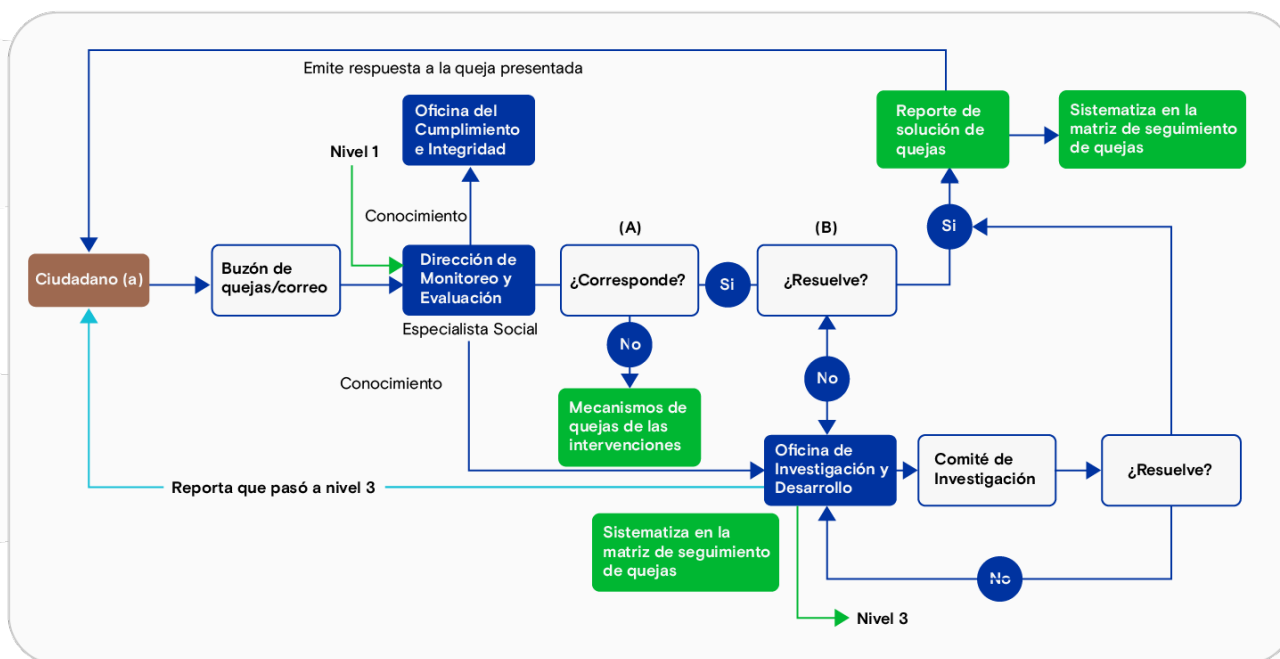 Emite respuesta a la queja presentada
Oficina del
Cumplimiento
e Integridad
Reporte de
solución de
quejas
Sistematiza en la
matriz de seguimiento
de quejas
Nivel 1
Conocimiento
(A)
(B)
Si
Ciudadano (a)
Buzón de
quejas/correo
Dirección de
Monitoreo y
Evaluación
¿Corresponde?
Si
¿Resuelve?
Especialista Social
No
Conocimiento
No
Mecanismos de
quejas de las
intervenciones
Oficina de
Investigación y
Desarrollo
Comité de
Investigación
¿Resuelve?
Reporta que pasó a nivel 3
Sistematiza en la
matriz de seguimiento
de quejas
No
Nivel 3